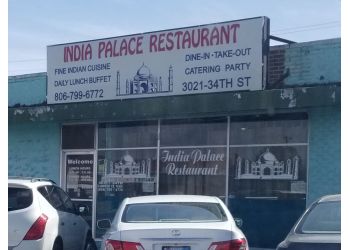 INDIA PALACE RESTAURANT
FINE INDIAN CUISINE
DAILY LUNCH BUFFET
806-799-6772
DINE-IN-TAKE-OUT
CATERING PARTY
3021-34TH ST
Welcome
India Palace
Restaurant